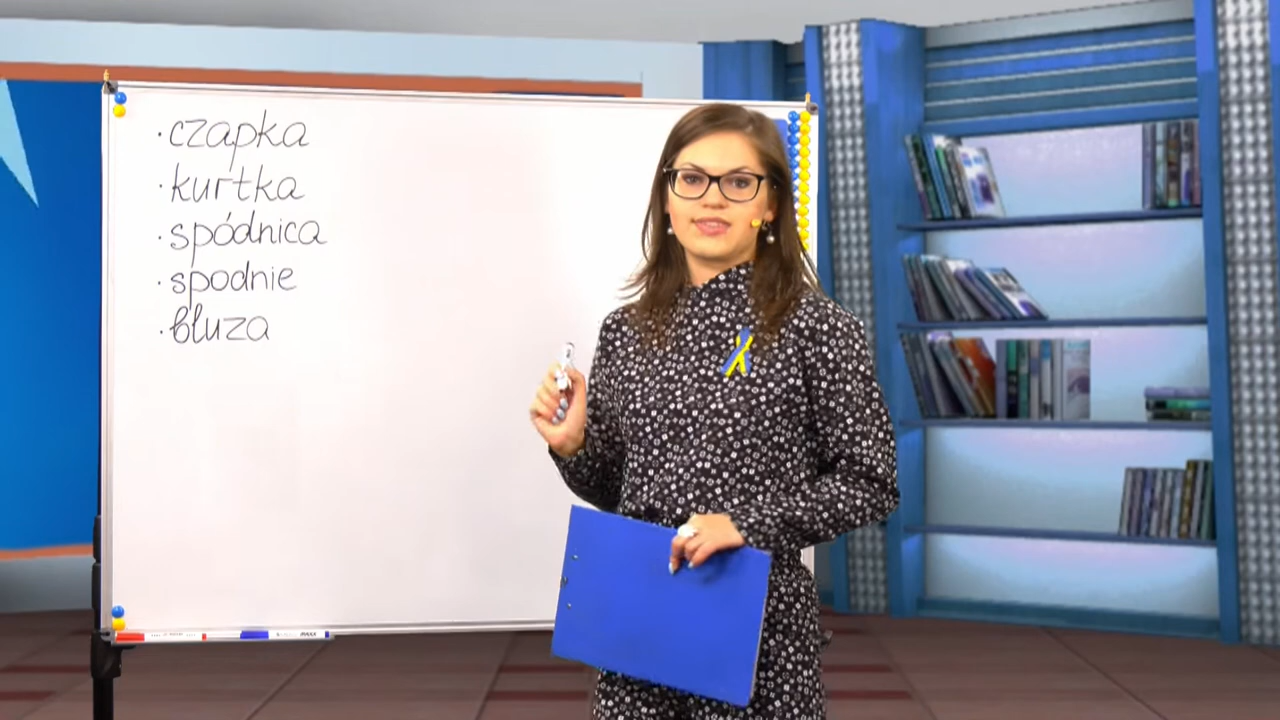 · czapka
· kurtka
· spódnica
· spodnie
· bluza